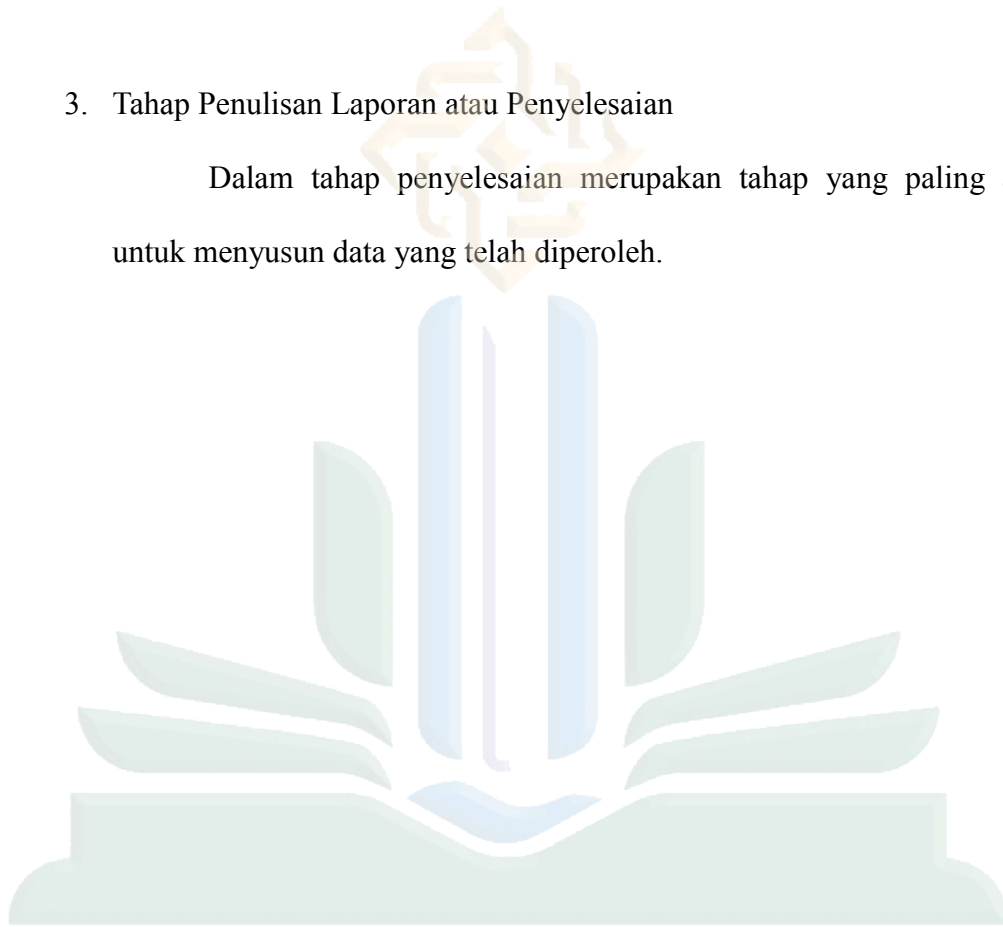 3. Tahap Penulisan Laporan atau Penyelesaian
Dalam tahap penyelesaian merupakan tahap yang paling
untuk menyusun data yang telah diperoleh.